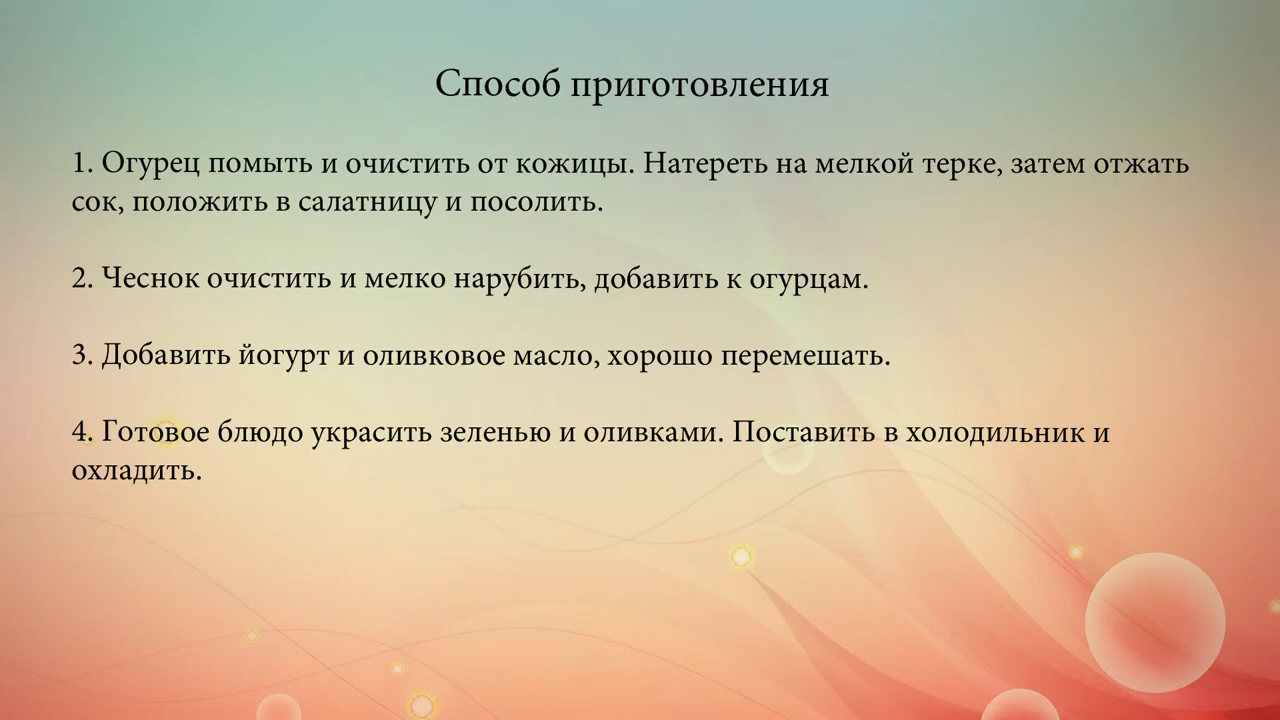 Способ приготовления
1. Огурец помыть и очистить от кожицы. Натереть на мелкой терке, затем отжать
сок, положить в салатницу и посолить.
2. Чеснок очистить и мелко нарубить, добавить к огурцам.
3. Добавить йогурт и оливковое масло, хорошо перемешать.
4. Готовое блюдо украсить зеленью и оливками. Поставить в холодильник и
охладить.